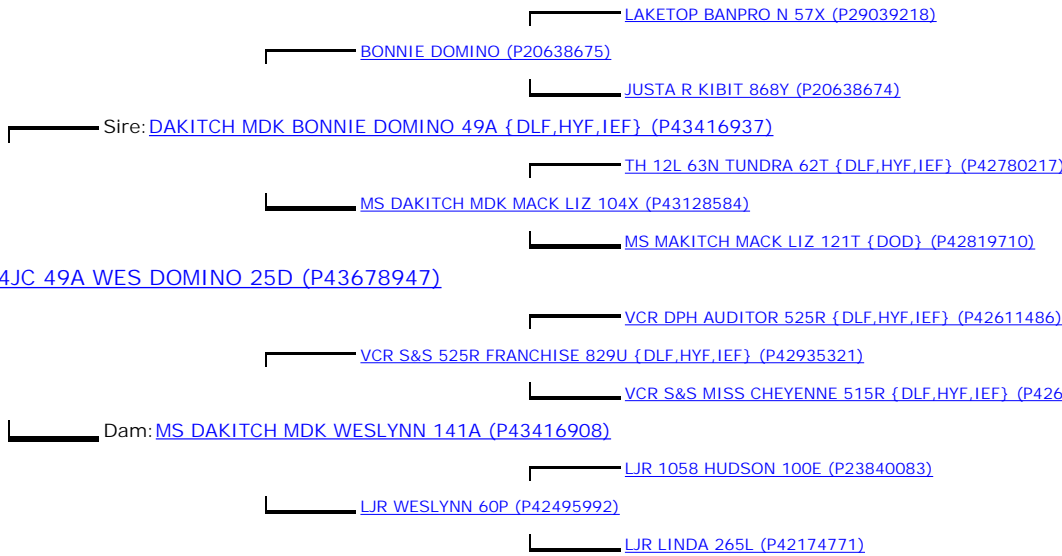 LAKETOP BANPRO N 57X (P29039218)
BONNIE DOMINO (P20638675)
JUSTA R KIBIT 868Y (P20638674)
Sire: DAKITCH MDK BONNIE DOMINO 49A {DLF,HYF,IEF} (P43416937)
TH 12L 63N TUNDRA 62T {DLF,HYF,IEF} (P42780217)
MS DAKITCH MDK MACK LIZ 104X (P43128584)
MS MAKITCH MACK LIZ 121T {DOD} (P42819710)
4JC 49A WES DOMINO 25D (P43678947)
VCR DPH AUDITOR 525R {DLF,HYF,IEF} (P42611486)
VCR S&S 525R FRANCHISE 829U {DLF,HYF,IEF} (P42935321)
VCR S&S MISS CHEYENNE 515R {DLF,HYF,IEF} (P426
Dam: MS DAKITCH MDK WESLYNN 141A (P43416908)
LJR 1058 HUDSON 100E (P23840083)
LJR WESLYNN 60P (P42495992)
LJR LINDA 265L (P42174771)